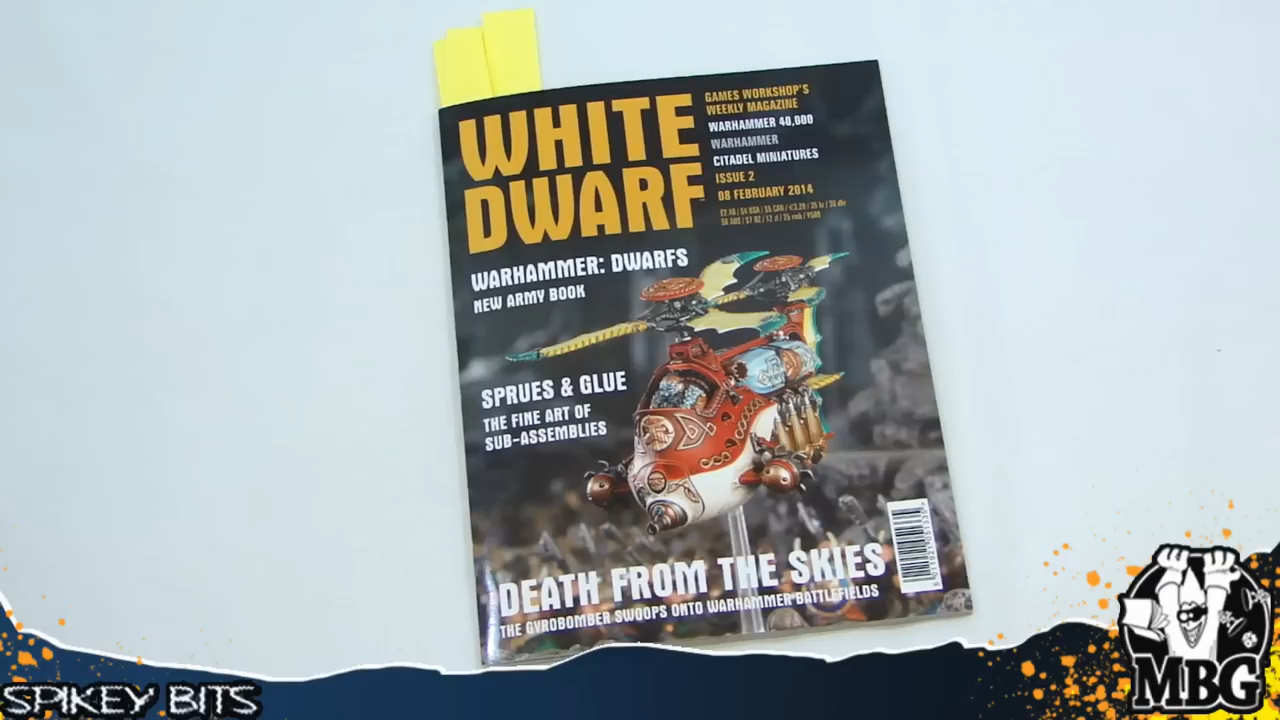 WHITE
DWARF
GAMES WORKSHOP'S
WEEKLY MAGAZINE
WARHAMMER 40,000
WARHAMMER
CITADEL MINIATURES
ISSUE 2
08 FEBRUARY 2014
WARHAMMER: DWARFS
NEW ARMY BOOK
SPRUES & GLUE
THE FINE ART OF
SUB-ASSEMBLIES
DEATH FROM THE SKIES
THE GYROBOMBER SWOOPS ONTO WARHAMMER BATTLEFIELDS
SPIKEY BITS
MBG